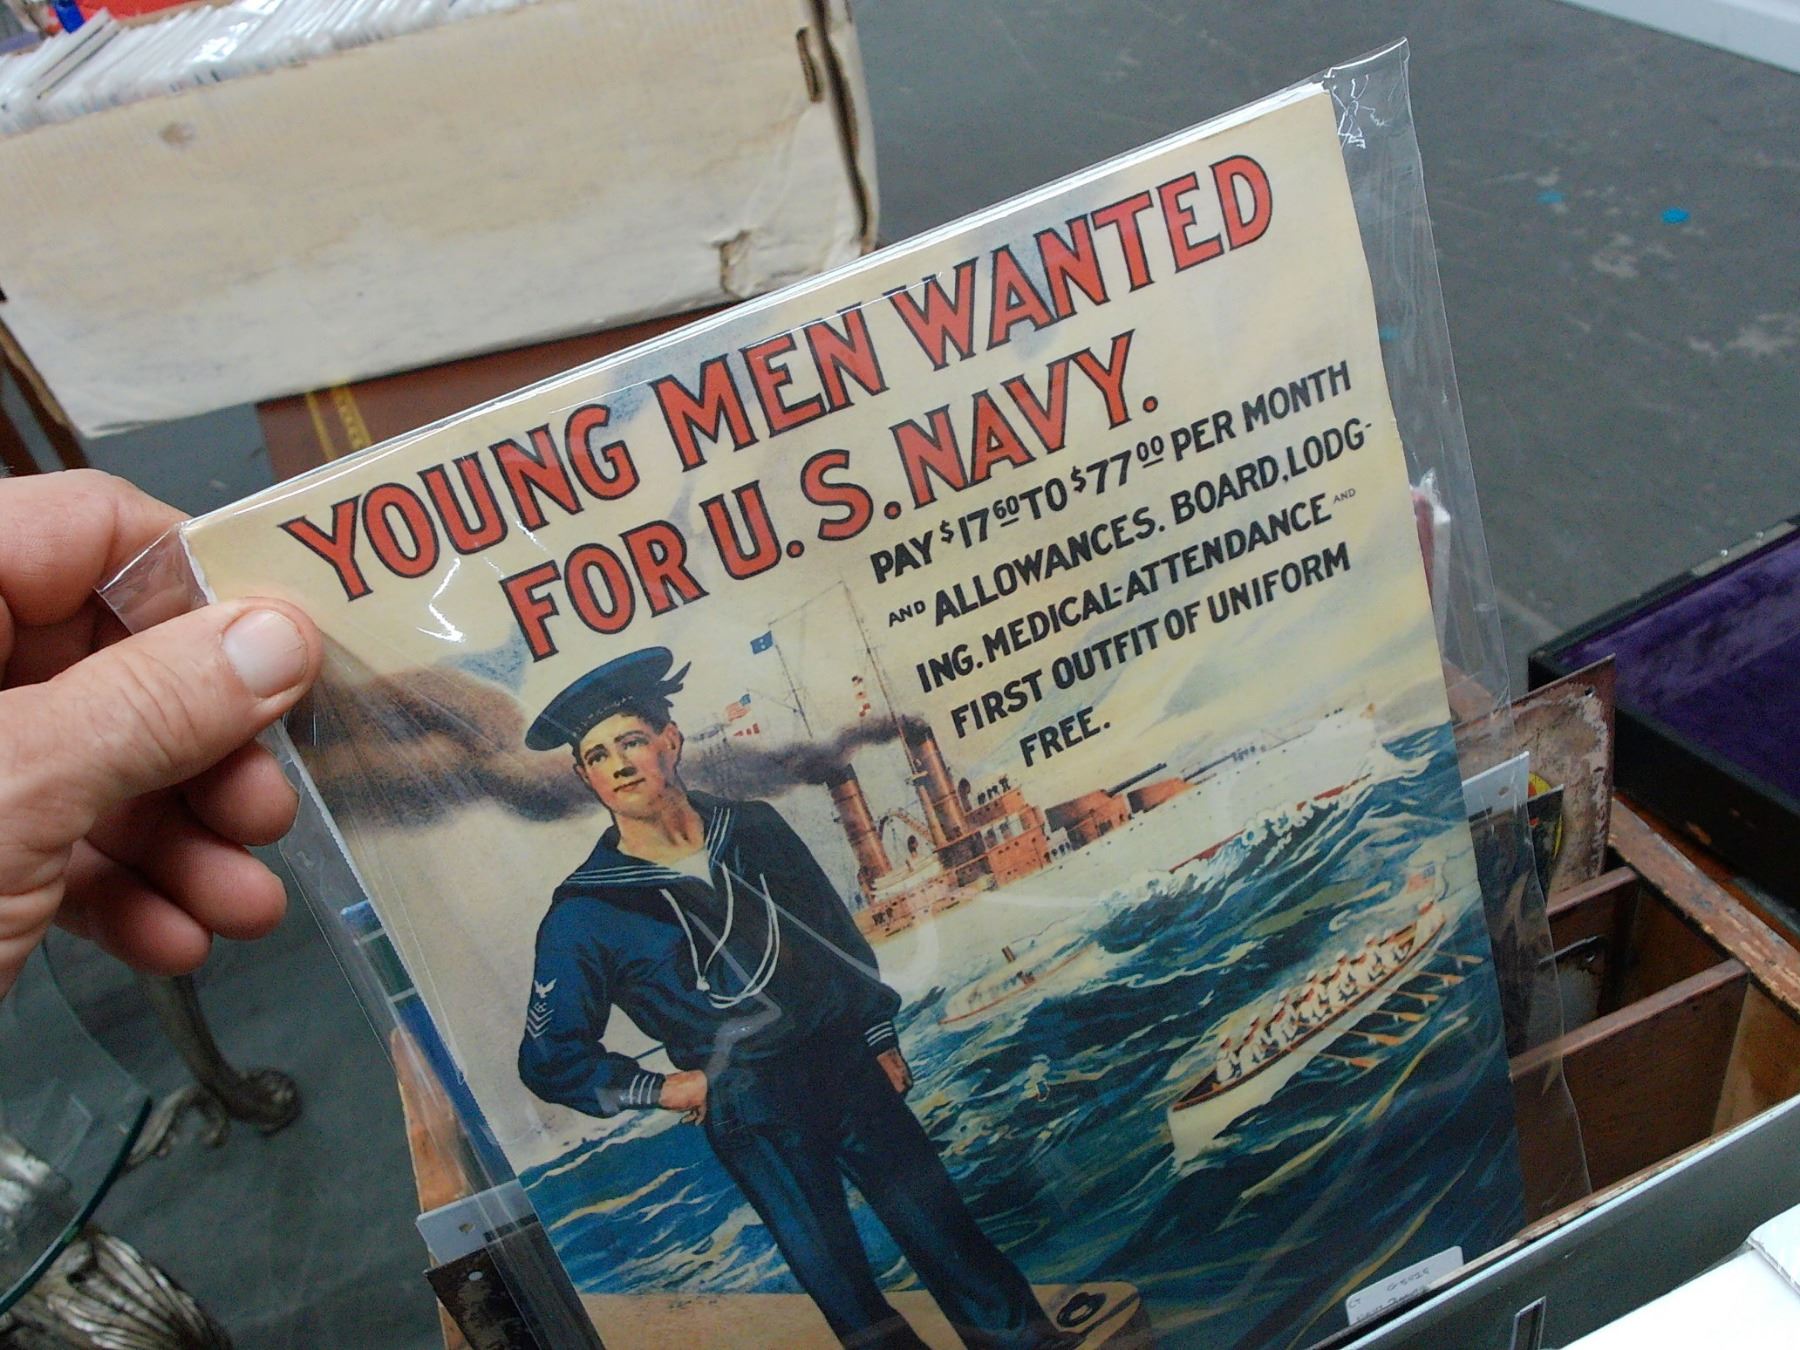 YOUNG MEN WANTED
FOR U.S. NAVY.
PAY $17 60 TO $77 00 PER MONTH
AND ALLOWANCES. BOARD, LODG-
ING. MEDICAL-ATTENDANCE AND
FIRST OUTFIT OF UNIFORM
FREE.